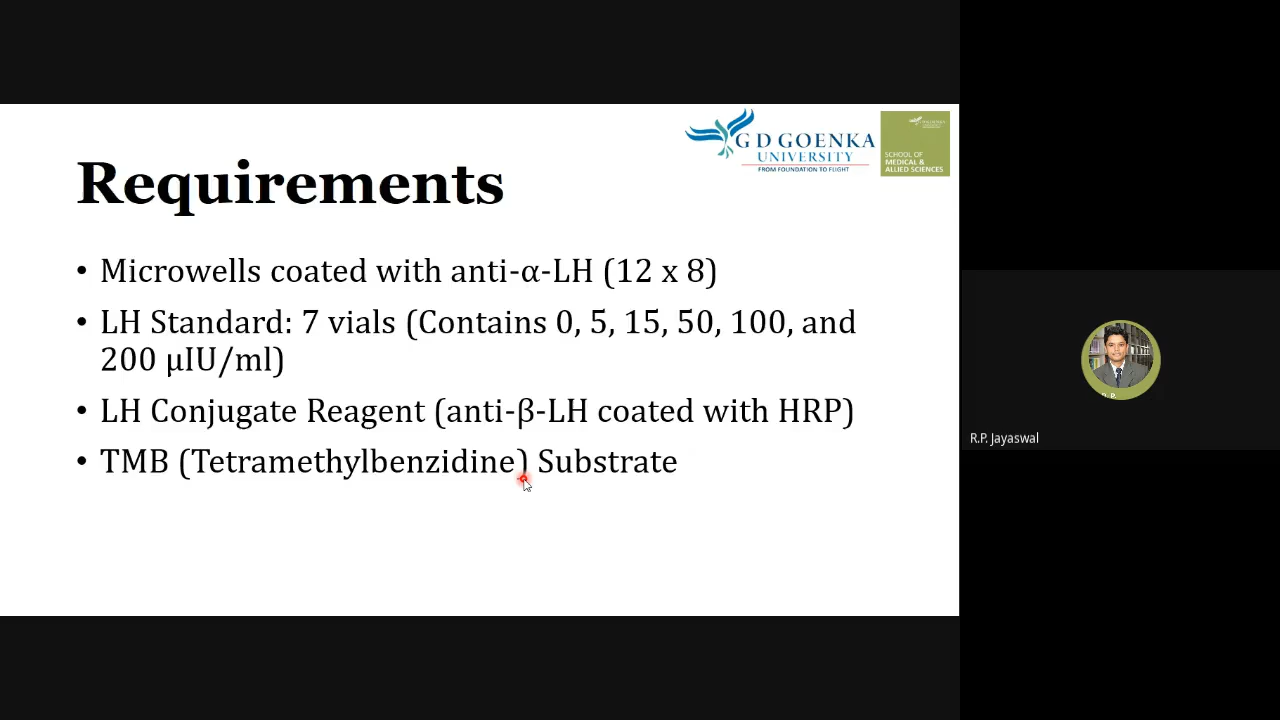 G D GOENKA
UNIVERSITY
FROM FOUNDATION TO FLIGHT
SCHOOL OF
MEDICAL &
ALLIED SCIENCES
Requirements
• Microwells coated with anti-α-LH (12 x 8)
• LH Standard: 7 vials (Contains 0, 5, 15, 50, 100, and
200 µIU/ml)
• LH Conjugate Reagent (anti-β-LH coated with HRP)
• TMB (Tetramethylbenzidine) Substrate
R.P. Jayaswal